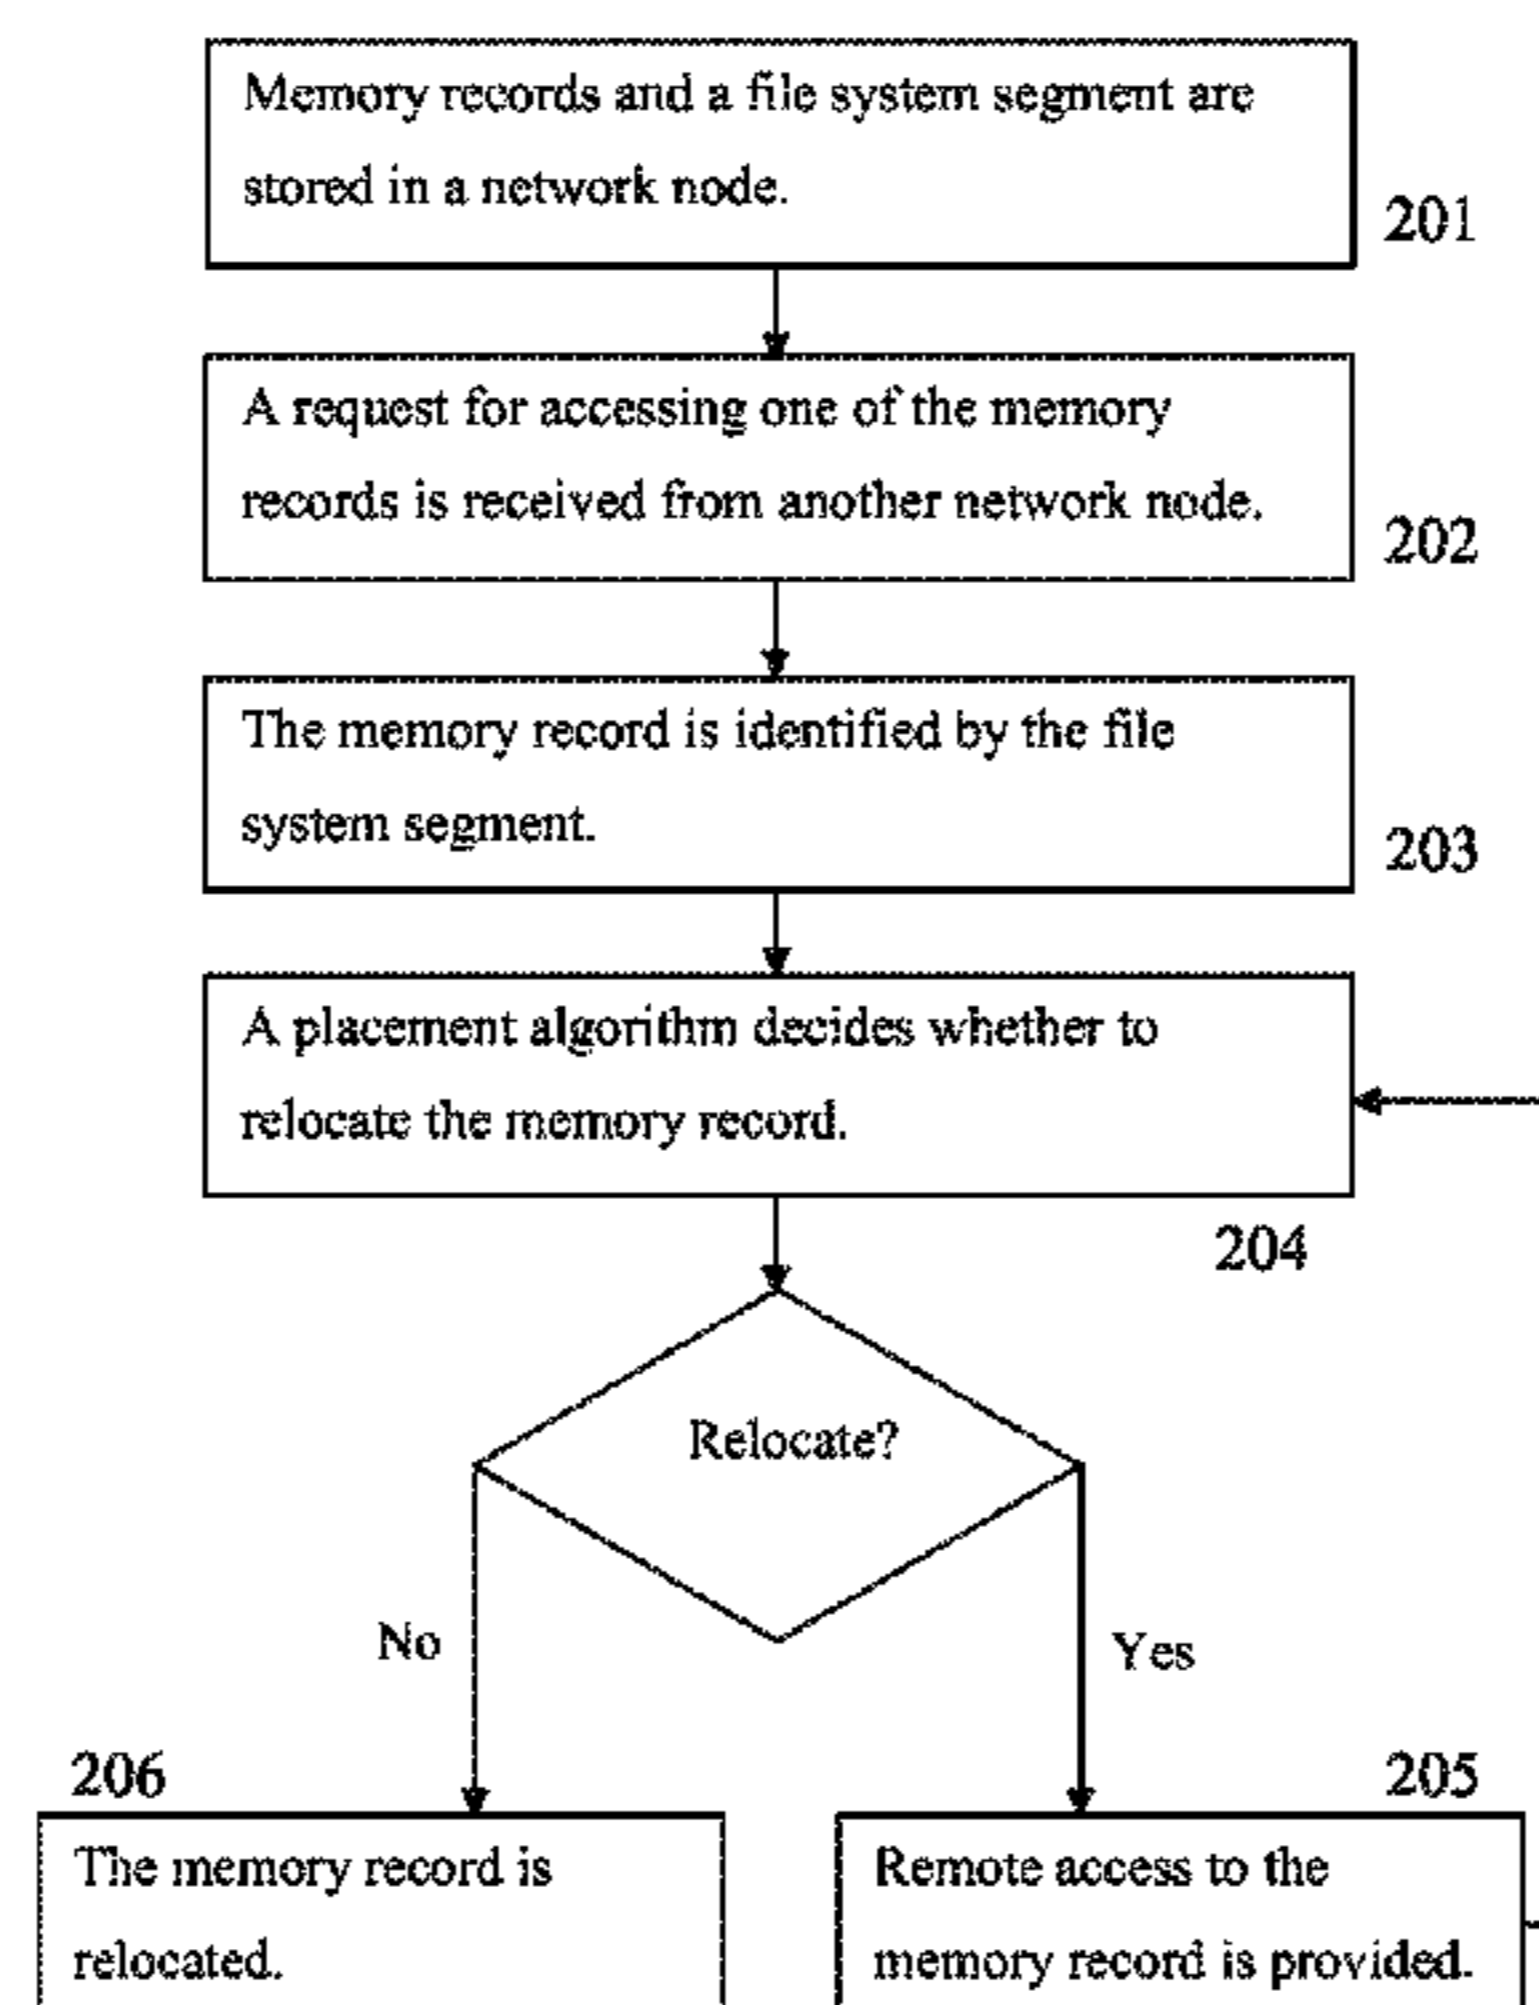 Memory records and a file system segment are
stored in a network node.
201
A request for accessing one of the memory
records is received from another network node.
202
The memory record is identified by the file
system segment.
203
A placement algorithm decides whether to
relocate the memory record.
204
Relocate?
No
Yes
206
205
The memory record is
relocated.
Remote access to the
memory record is provided.